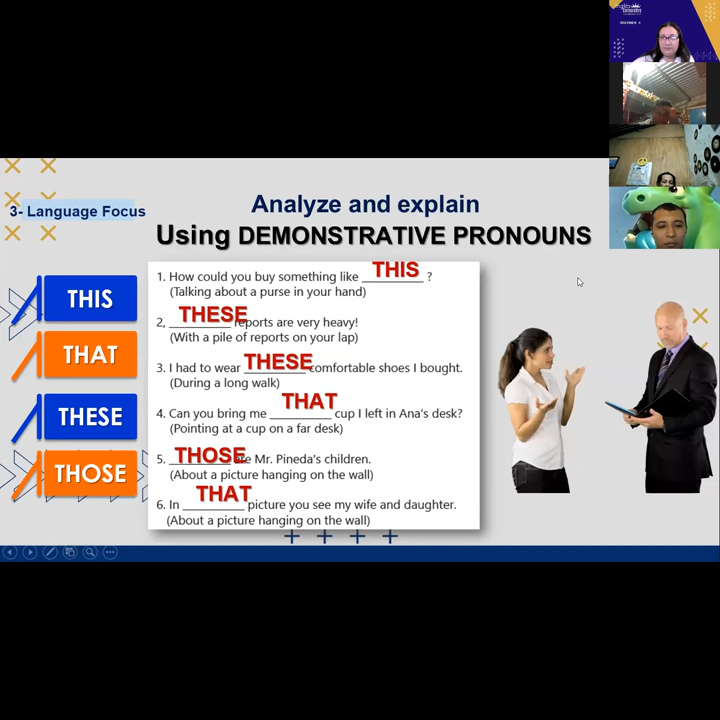 3- Language Focus
Analyze and explain
Using DEMONSTRATIVE PRONOUNS
THIS
THAT
THESE
THOSE
1. How could you buy something like THIS ?
(Talking about a purse in your hand)
2, THESE reports are very heavy!
(With a pile of reports on your lap)
3. I had to wear THESE comfortable shoes I bought.
(During a long walk)
4. Can you bring me THAT cup I left in Ana's desk?
(Pointing at a cup on a far desk)
5. THOSE are Mr. Pineda's children.
(About a picture hanging on the wall)
6. In THAT picture you see my wife and daughter.
(About a picture hanging on the wall)